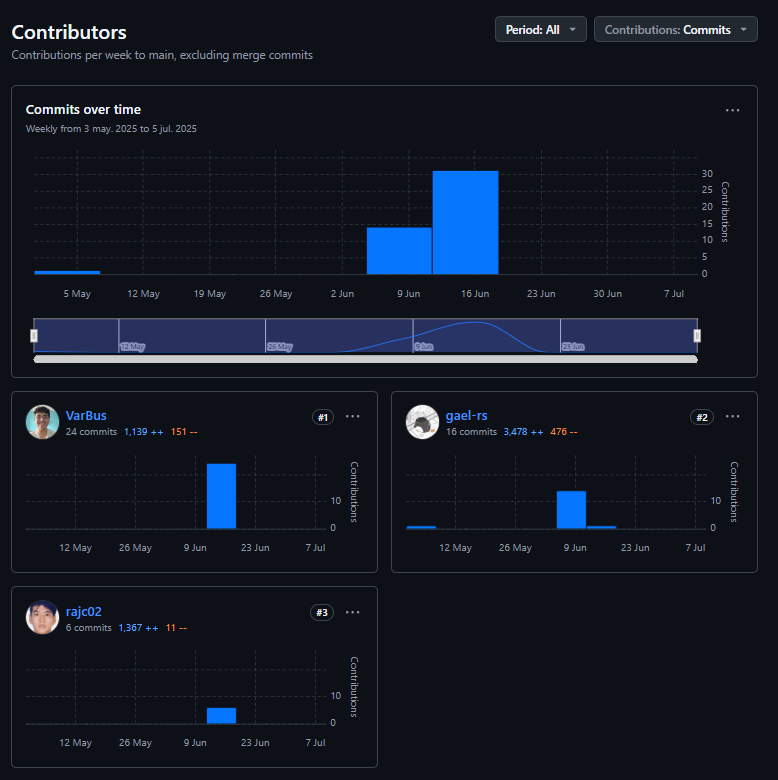 Contributors
Period: All
Contributions: Commits
Contributions per week to main, excluding merge commits
Commits over time
Weekly from 3 may. 2025 to 5 jul. 2025
30
25
20
15
10
5
0
Contributions
5 May 12 May 19 May 26 May 2 Jun 9 Jun 16 Jun 23 Jun 30 Jun 7 Jul
12 May 26 May 9 Jun 23 Jun
VarBus #1
24 commits 1,139 ++ 151 --
10
0
Contributions
12 May 26 May 9 Jun 23 Jun 7 Jul
gael-rs #2
16 commits 3,478 ++ 476 --
10
0
Contributions
12 May 26 May 9 Jun 23 Jun 7 Jul
rajc02 #3
6 commits 1,367 ++ 11 --
10
0
Contributions
12 May 26 May 9 Jun 23 Jun 7 Jul